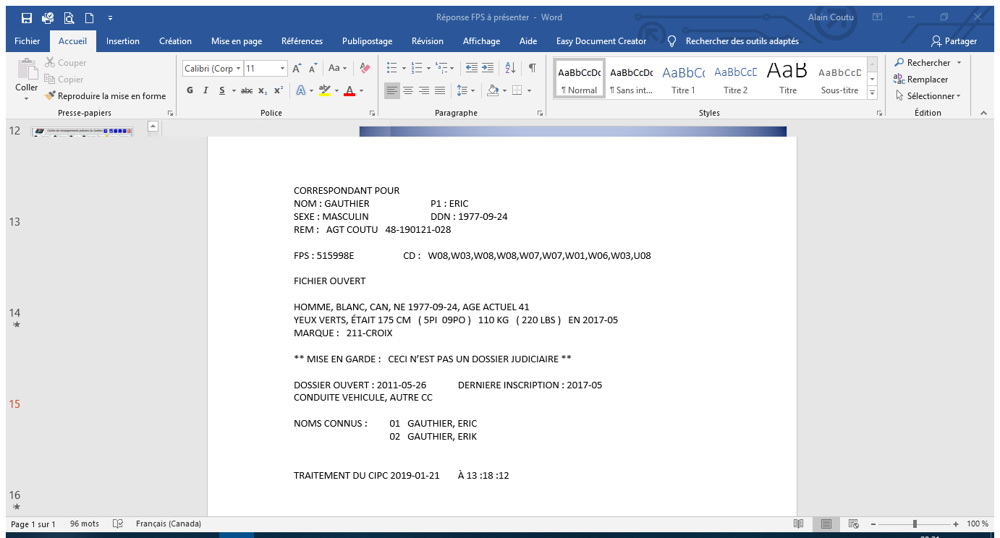 Réponse FPS à présenter - Word
Alain Coutu
Fichier Accueil Insertion Création Mise en page Références Publipostage Révision Affichage Aide Easy Document Creator Rechercher des outils adaptés Partager
Coller
Couper
Copier
Reproduire la mise en forme
Presse-papiers
Calibri (Corp 11
A A Aa
G I S abc x₂ x² A ab A
Police
Paragraphe
AaBbCcDc AaBbCcDc AaBbCc AaBbCcC AaB AaBbCcD
¶ Normal ¶ Sans int... Titre 1 Titre 2 Titre Sous-titre
Styles
Rechercher
Remplacer
Sélectionner
Édition
12
13
14
15
16
CORRESPONDANT POUR
NOM : GAUTHIER P1 : ERIC
SEXE : MASCULIN DDN : 1977-09-24
REM : AGT COUTU 48-190121-028
FPS : 515998E CD : W08,W03,W08,W08,W07,W07,W01,W06,W03,U08
FICHIER OUVERT
HOMME, BLANC, CAN, NE 1977-09-24, AGE ACTUEL 41
YEUX VERTS, ÉTAIT 175 CM ( 5PI 09PO ) 110 KG ( 220 LBS ) EN 2017-05
MARQUE : 211-CROIX
** MISE EN GARDE : CECI N’EST PAS UN DOSSIER JUDICIAIRE **
DOSSIER OUVERT : 2011-05-26 DERNIERE INSCRIPTION : 2017-05
CONDUITE VEHICULE, AUTRE CC
NOMS CONNUS : 01 GAUTHIER, ERIC
02 GAUTHIER, ERIK
TRAITEMENT DU CIPC 2019-01-21 À 13 :18 :12
Page 1 sur 1 96 mots Français (Canada) 100 %